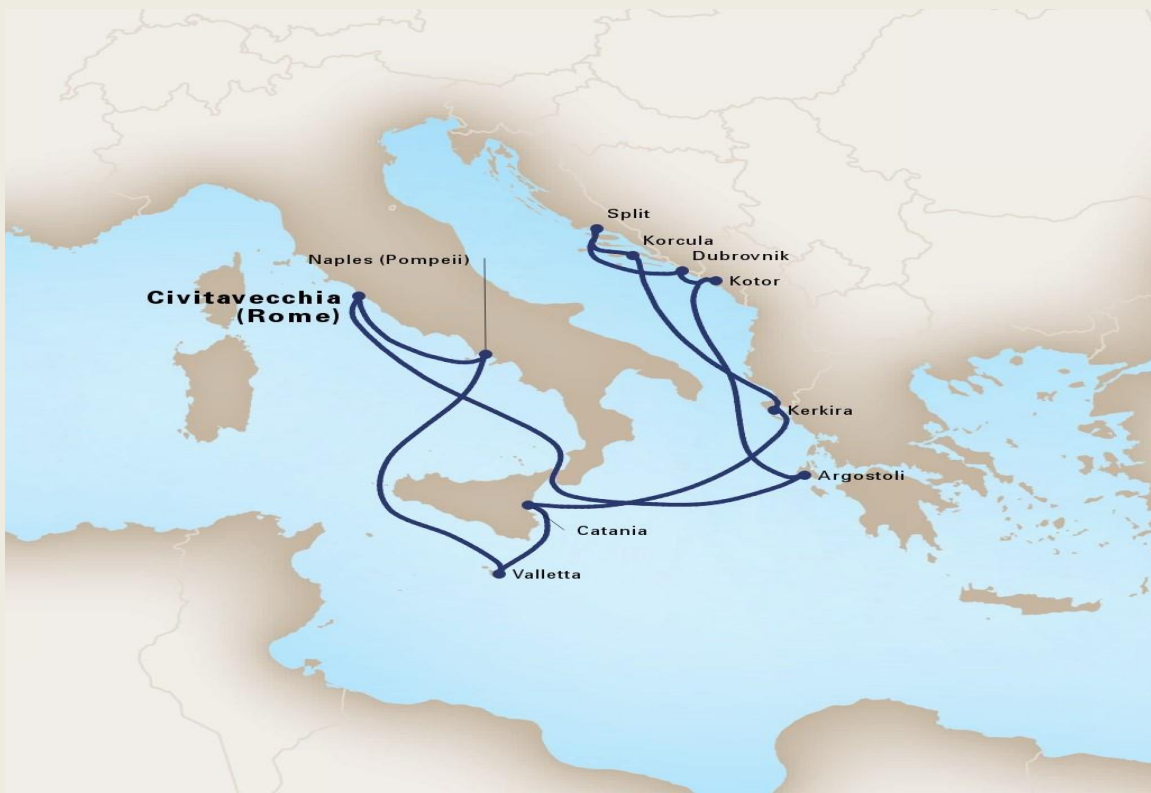 Split
Korcula
Dubrovnik
Naples (Pompeii)
Kotor
Civitavecchia
(Rome)
Kerkira
Argostoli
Catania
Valletta